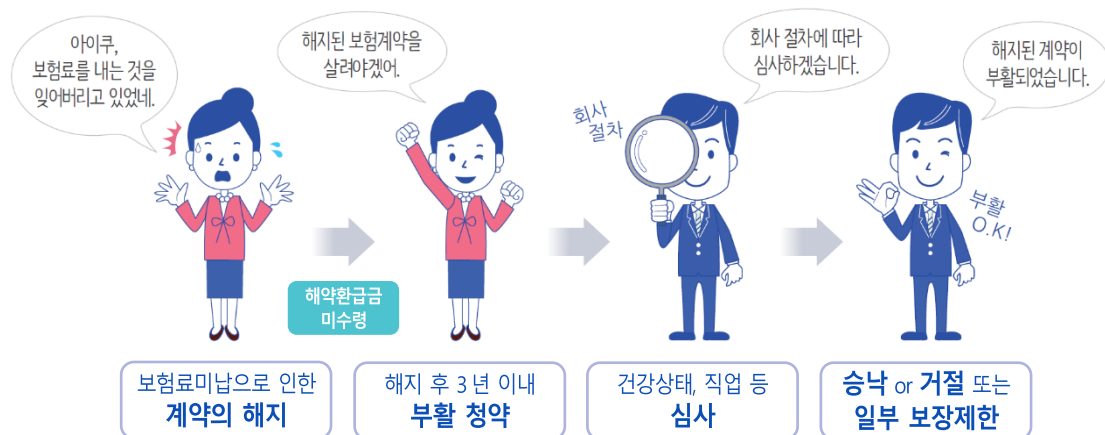 아이쿠,
보험료를 내는 것을
잊어버리고 있었네.
해지된 보험계약을
살려야겠어.
회사 절차에 따라
심사하겠습니다.
해지된 계약이
부활되었습니다.
회사
절차
부활
O.K!
해약환급금
미수령
보험료미납으로 인한
계약의 해지
해지 후 3년 이내
부활 청약
건강상태, 직업 등
심사
승낙 or 거절 또는
일부 보장제한